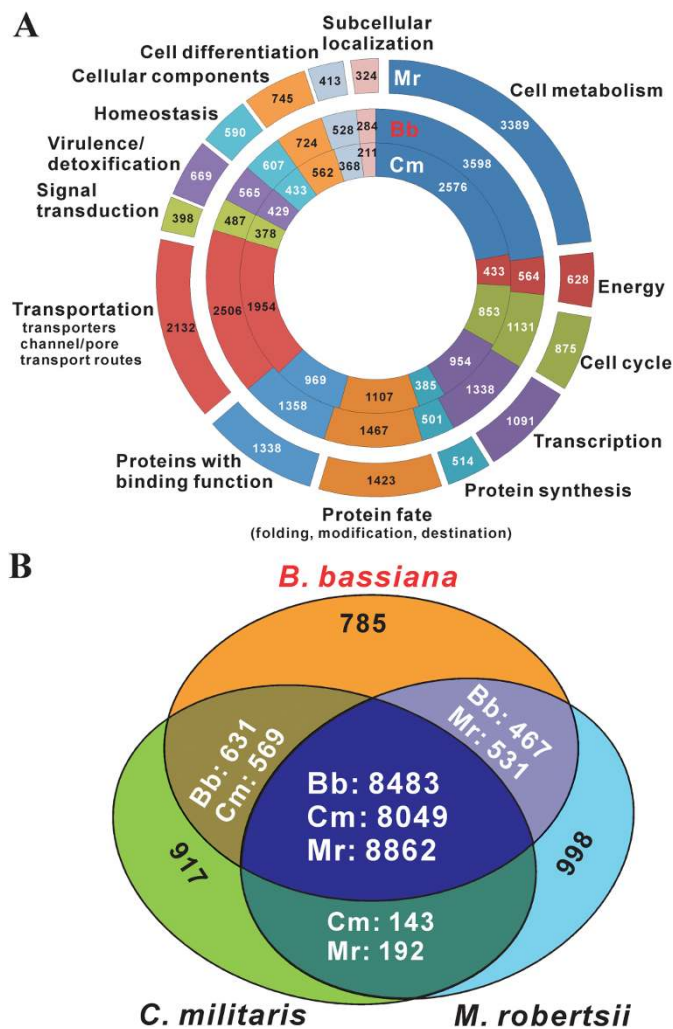 A
Subcellular
localization
Cell differentiation
Cellular components
Homeostasis
Virulence/
detoxification
Signal
transduction
Transportation
transporters
channel/pore
transport routes
Proteins with
binding function
Protein fate
(folding, modification, destination)
Protein synthesis
Transcription
Cell cycle
Energy
Cell metabolism
Mr
3389
628
875
1091
514
1423
1338
2132
398
669
590
745
413
324
Bb
3598
564
1131
1338
501
1467
1358
2506
487
565
607
724
528
284
Cm
2576
433
853
954
385
1107
969
1954
378
429
433
562
368
211
B
B. bassiana
785
Bb: 631
Cm: 569
Bb: 467
Mr: 531
Bb: 8483
Cm: 8049
Mr: 8862
917
998
Cm: 143
Mr: 192
C. militaris
M. robertsii